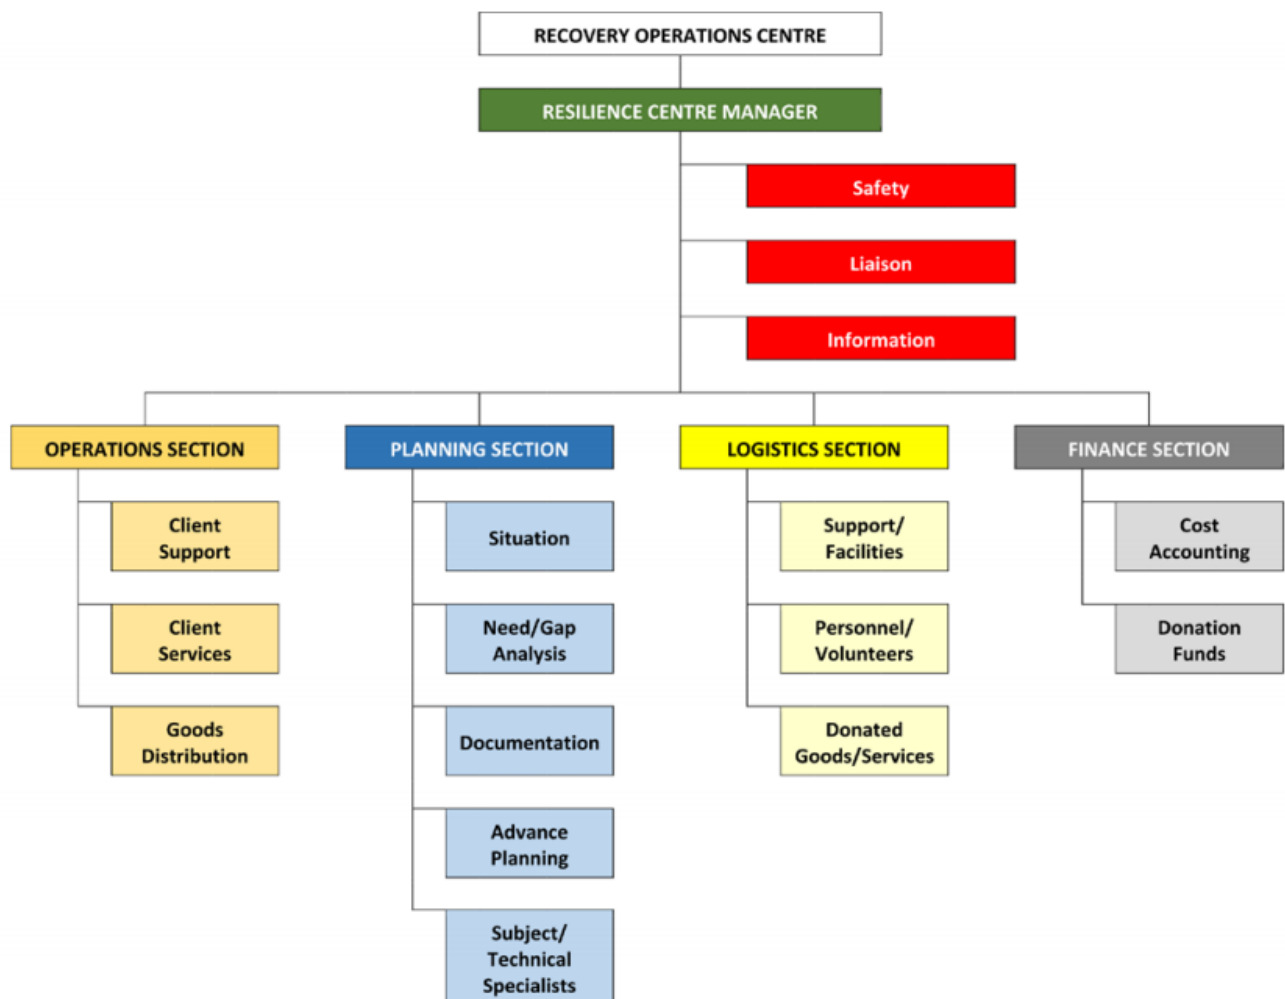 RECOVERY OPERATIONS CENTRE
RESILIENCE CENTRE MANAGER
Safety
Liaison
Information
OPERATIONS SECTION
Client
Support
Client
Services
Goods
Distribution
PLANNING SECTION
Situation
Need/Gap
Analysis
Documentation
Advance
Planning
Subject/
Technical
Specialists
LOGISTICS SECTION
Support/
Facilities
Personnel/
Volunteers
Donated
Goods/Services
FINANCE SECTION
Cost
Accounting
Donation
Funds